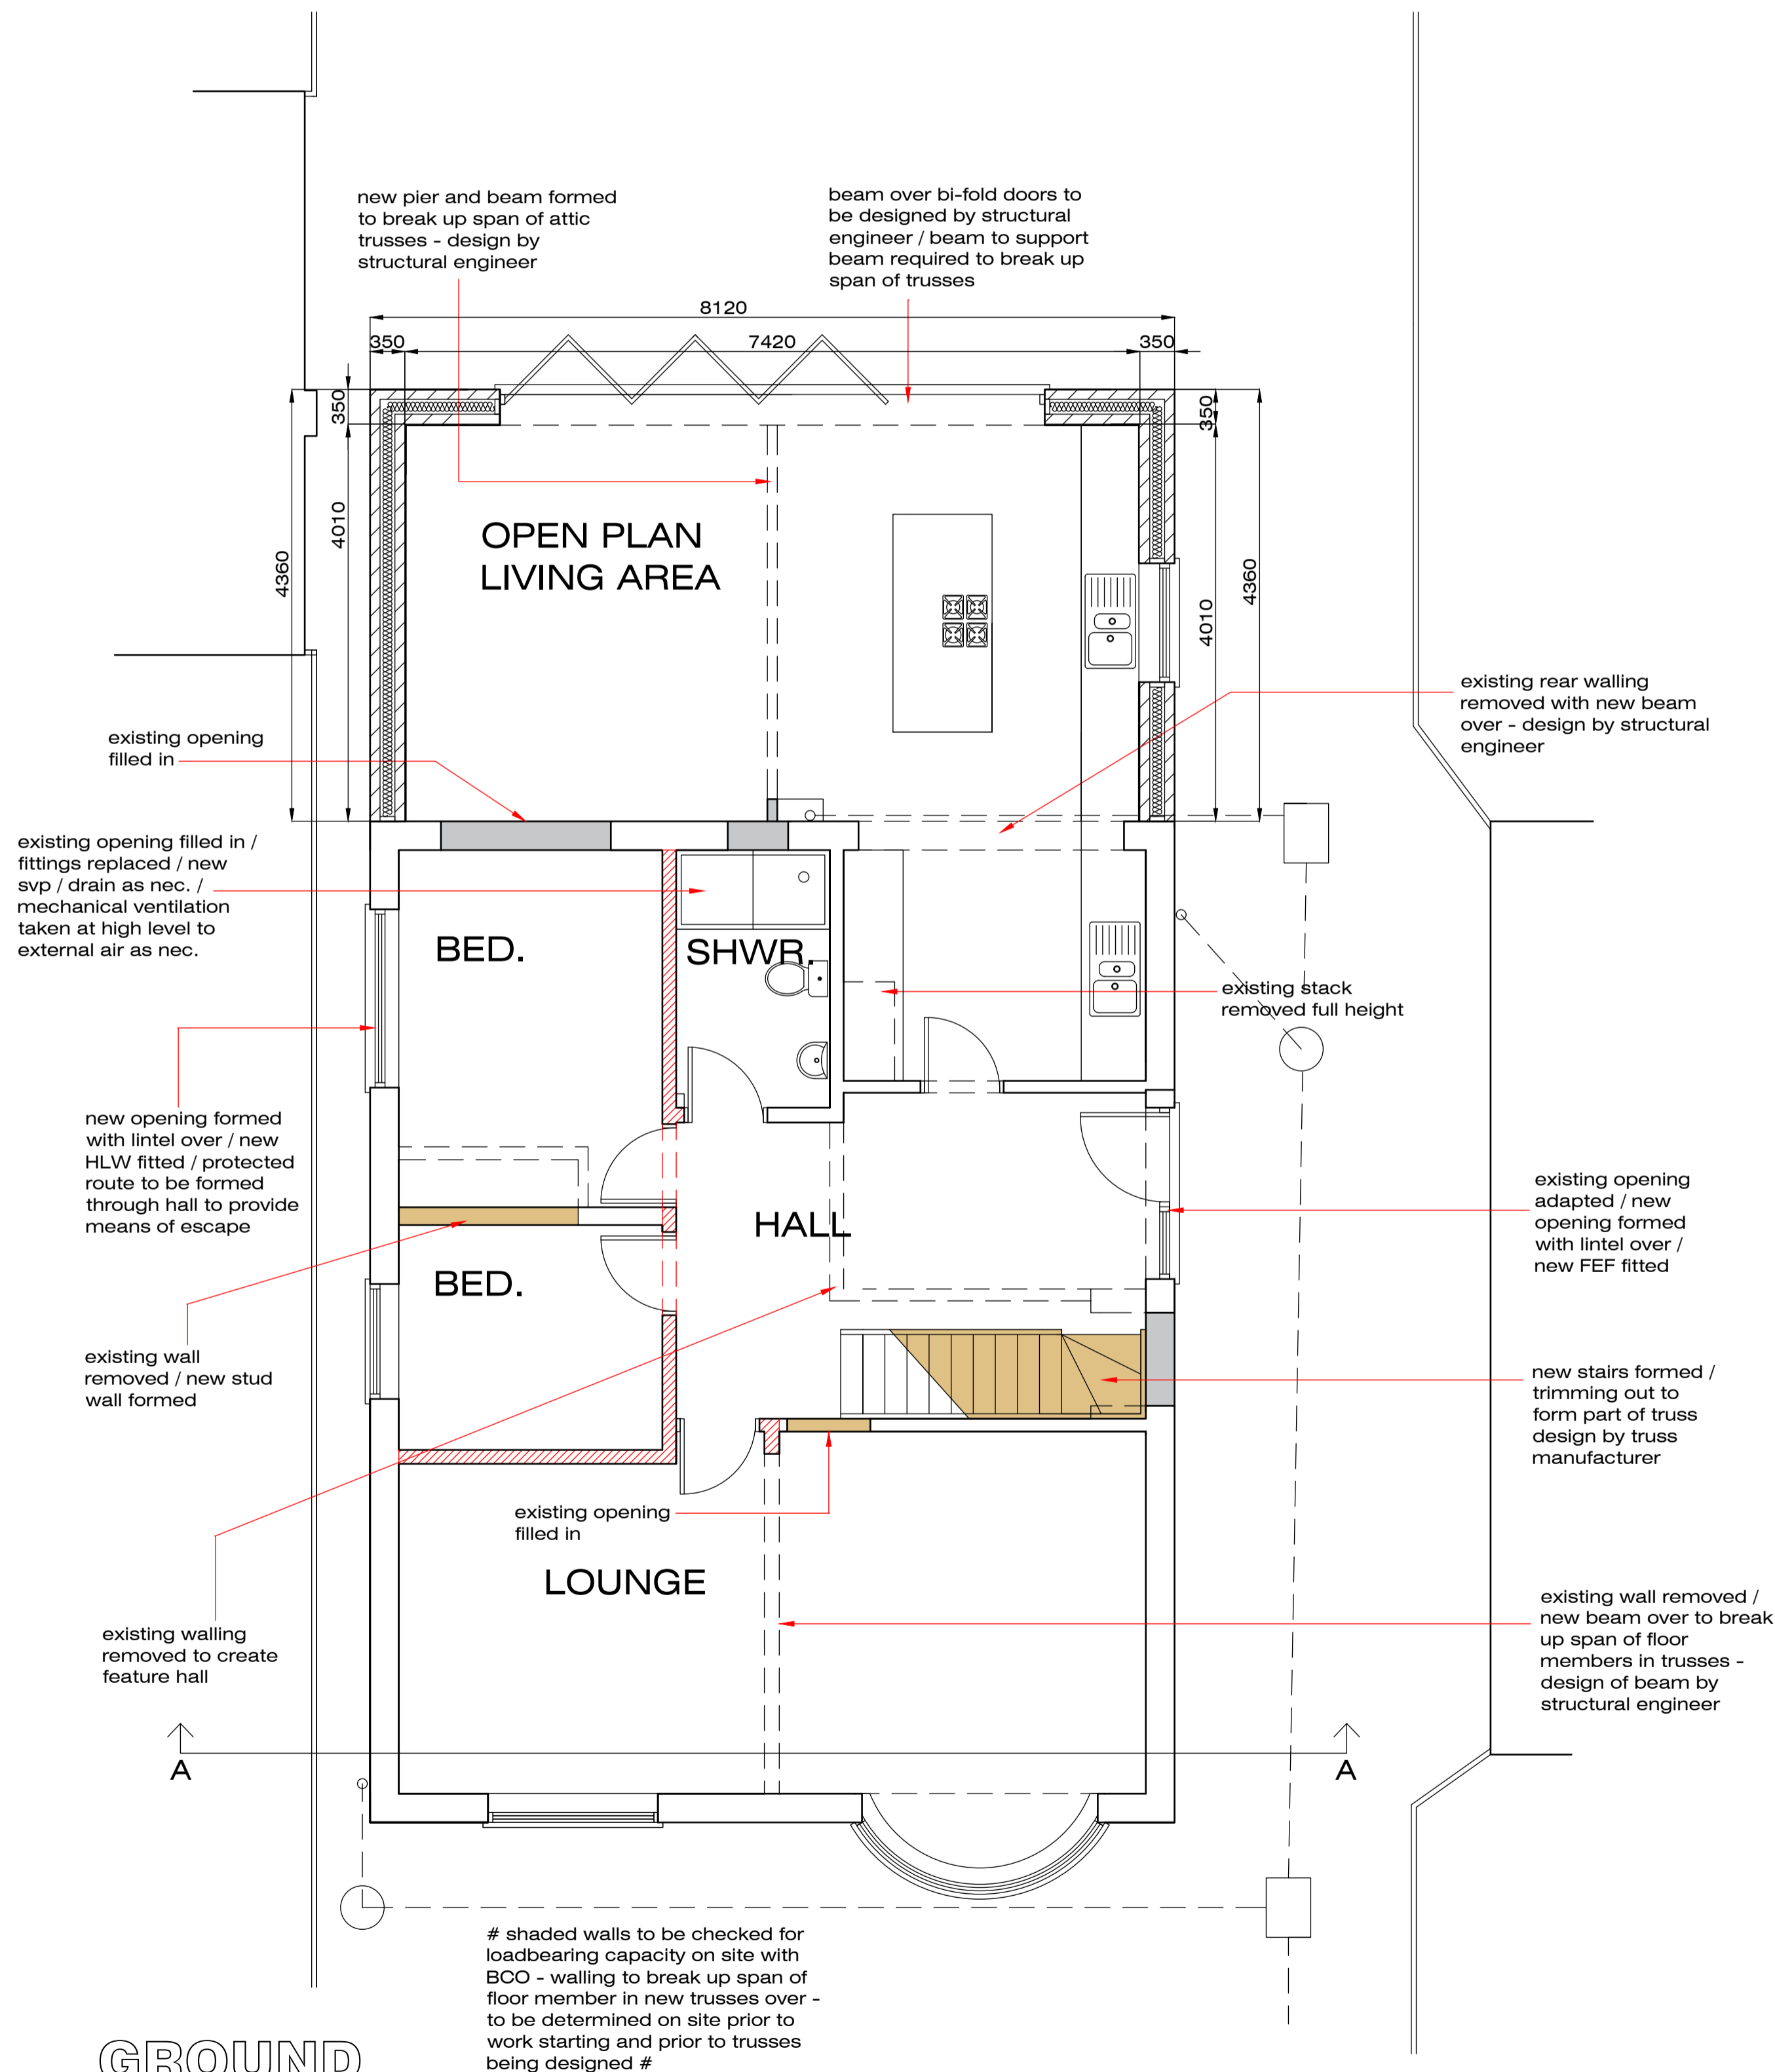 new pier and beam formed
to break up span of attic
trusses - design by
structural engineer
beam over bi-fold doors to
be designed by structural
engineer / beam to support
beam required to break up
span of trusses
8120
350
7420
350
350
4010
4360
350
4010
4360
OPEN PLAN
LIVING AREA
existing rear walling
removed with new beam
over - design by structural
engineer
existing opening
filled in
existing opening filled in /
fittings replaced / new
svp / drain as nec. /
mechanical ventilation
taken at high level to
external air as nec.
BED.
SHWR.
existing stack
removed full height
new opening formed
with lintel over / new
HLW fitted / protected
route to be formed
through hall to provide
means of escape
HALL
existing opening
adapted / new
opening formed
with lintel over /
new FEF fitted
BED.
existing wall
removed / new stud
wall formed
new stairs formed /
trimming out to
form part of truss
design by truss
manufacturer
existing opening
filled in
LOUNGE
existing walling
removed to create
feature hall
existing wall removed /
new beam over to break
up span of floor
members in trusses -
design of beam by
structural engineer
A
A
# shaded walls to be checked for
loadbearing capacity on site with
BCO - walling to break up span of
floor member in new trusses over -
to be determined on site prior to
work starting and prior to trusses
being designed #
GROUND